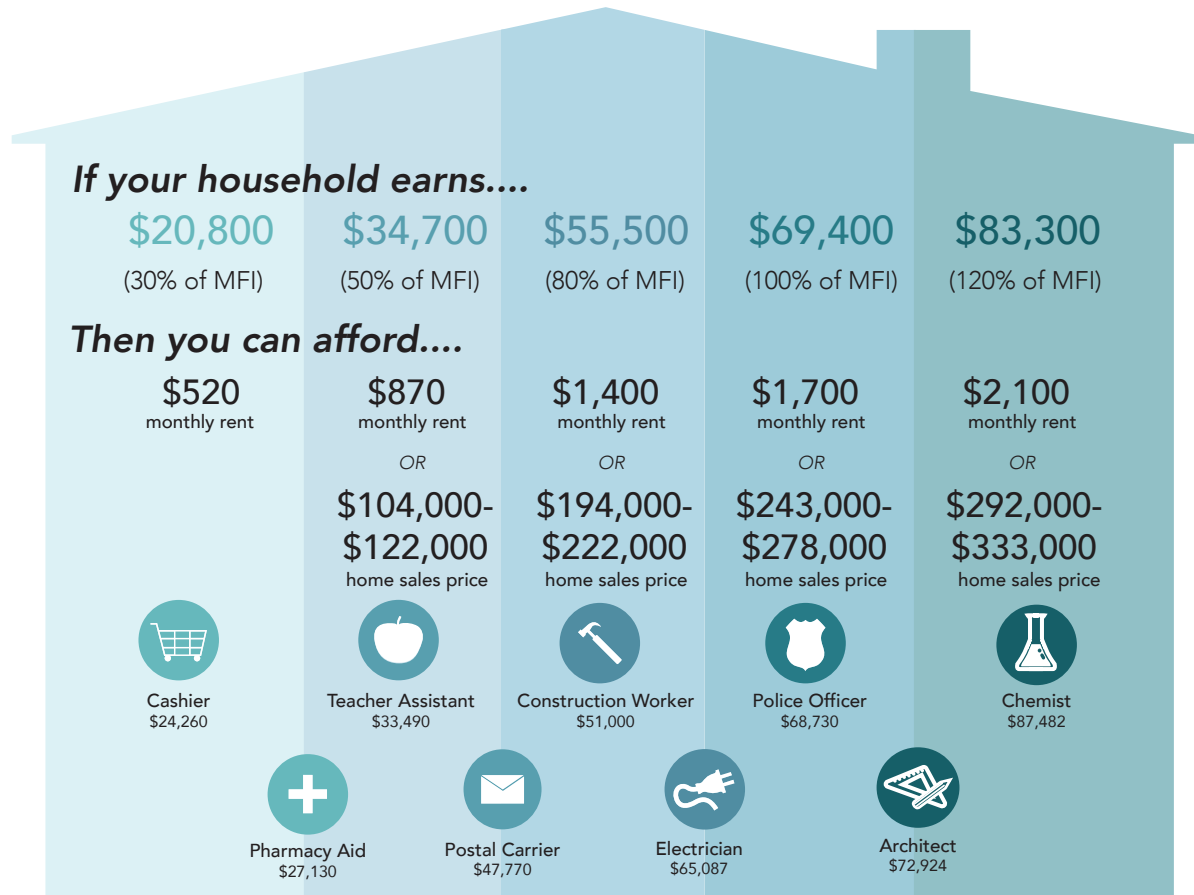 If your household earns....
$20,800 $34,700 $55,500 $69,400 $83,300
(30% of MFI) (50% of MFI) (80% of MFI) (100% of MFI) (120% of MFI)
Then you can afford....
$520 $870 $1,400 $1,700 $2,100
monthly rent monthly rent monthly rent monthly rent monthly rent
OR OR OR OR
$104,000- $194,000- $243,000- $292,000-
$122,000 $222,000 $278,000 $333,000
home sales price home sales price home sales price home sales price
Cashier Teacher Assistant Construction Worker Police Officer Chemist
$24,260 $33,490 $51,000 $68,730 $87,482
Pharmacy Aid Postal Carrier Electrician Architect
$27,130 $47,770 $65,087 $72,924